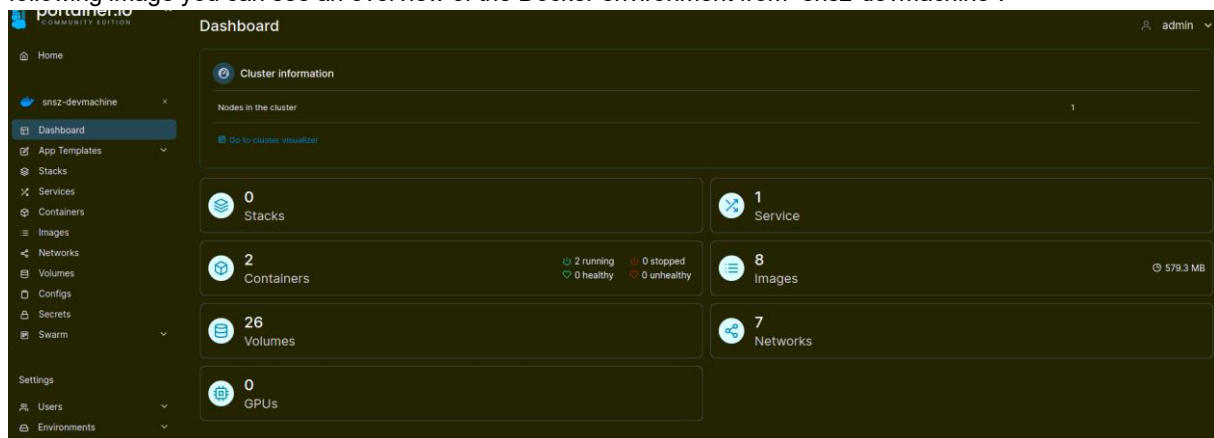 following image you can see an overview of the Docker environment from "snsz-devmachine".
portainer.io
COMMUNITY EDITION
Dashboard
admin
Home
Cluster information
snsz-devmachine
Nodes in the cluster 1
Dashboard
Go to cluster visualizer
App Templates
Stacks
Services
Containers
Images
Networks
Volumes
Configs
Secrets
Swarm
0
Stacks
1
Service
2
Containers
2 running 0 stopped
0 healthy 0 unhealthy
8
Images
579.3 MB
26
Volumes
7
Networks
0
GPUs
Settings
Users
Environments